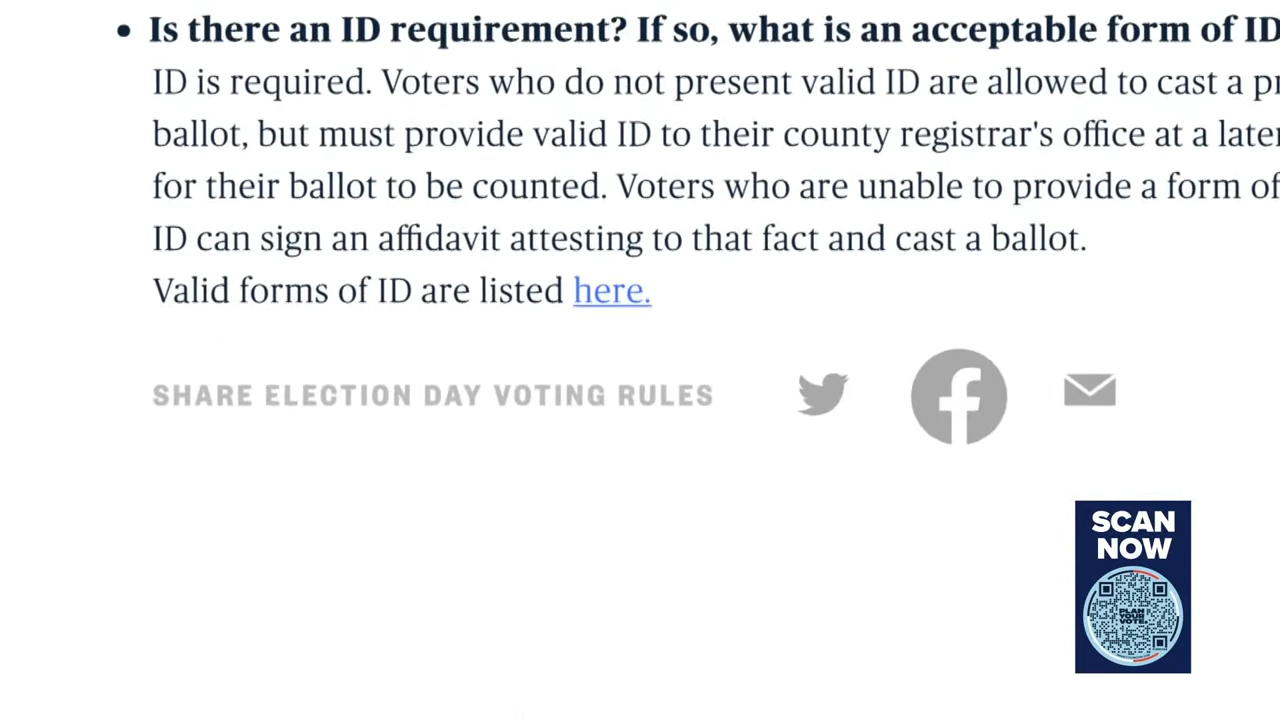 • Is there an ID requirement? If so, what is an acceptable form of ID
ID is required. Voters who do not present valid ID are allowed to cast a
ballot, but must provide valid ID to their county registrar's office at a
for their ballot to be counted. Voters who are unable to provide a form of
ID can sign an affidavit attesting to that fact and cast a ballot.
Valid forms of ID are listed here.
SHARE ELECTION DAY VOTING RULES
SCAN
NOW
PLAN
YOUR
VOTE.